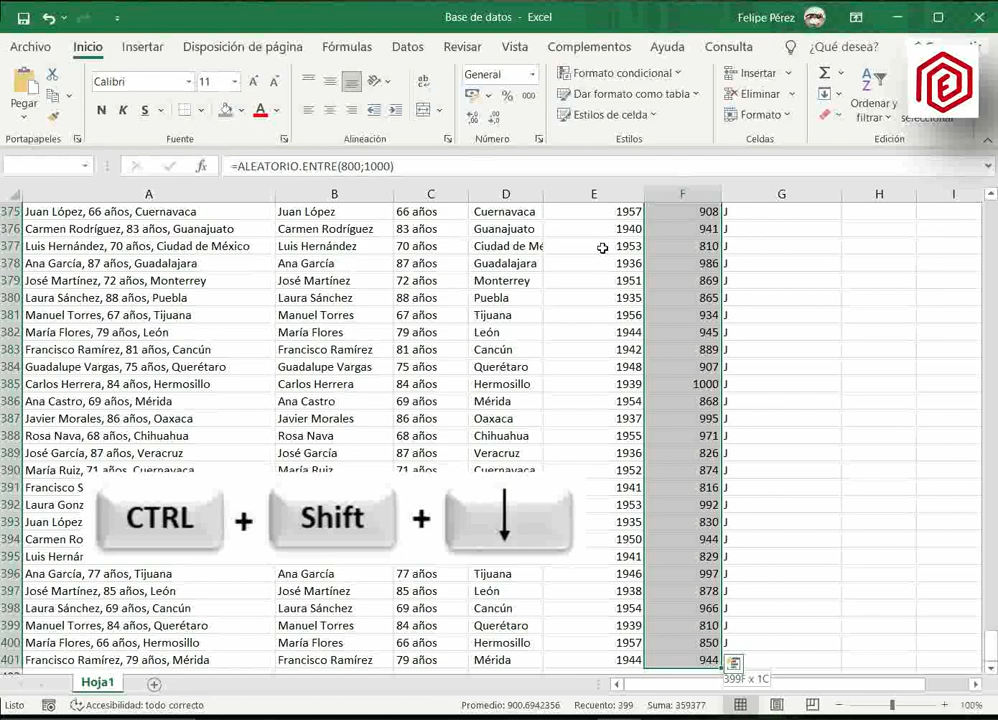 Base de datos - Excel
Felipe Pérez
Archivo Inicio Insertar Disposición de página Fórmulas Datos Revisar Vista Complementos Ayuda Consulta ¿Qué desea?
Pegar
Portapapeles
Calibri 11
N K S
Fuente
Alineación
General
% 000
Número
Formato condicional
Dar formato como tabla
Estilos de celda
Estilos
Insertar
Eliminar
Formato
Celdas
Ordenar y
filtrar
seleccionar
Edición
fx =ALEATORIO.ENTRE(800;1000)
A B C D E F G H I
375 Juan López, 66 años, Cuernavaca Juan López 66 años Cuernavaca 1957 908 J
376 Carmen Rodríguez, 83 años, Guanajuato Carmen Rodríguez 83 años Guanajuato 1940 941 J
377 Luis Hernández, 70 años, Ciudad de México Luis Hernández 70 años Ciudad de Mé 1953 810 J
378 Ana García, 87 años, Guadalajara Ana García 87 años Guadalajara 1936 986 J
379 José Martínez, 72 años, Monterrey José Martínez 72 años Monterrey 1951 869 J
380 Laura Sánchez, 88 años, Puebla Laura Sánchez 88 años Puebla 1935 865 J
381 Manuel Torres, 67 años, Tijuana Manuel Torres 67 años Tijuana 1956 934 J
382 María Flores, 79 años, León María Flores 79 años León 1944 945 J
383 Francisco Ramírez, 81 años, Cancún Francisco Ramírez 81 años Cancún 1942 889 J
384 Guadalupe Vargas, 75 años, Querétaro Guadalupe Vargas 75 años Querétaro 1948 907 J
385 Carlos Herrera, 84 años, Hermosillo Carlos Herrera 84 años Hermosillo 1939 1000 J
386 Ana Castro, 69 años, Mérida Ana Castro 69 años Mérida 1954 868 J
387 Javier Morales, 86 años, Oaxaca Javier Morales 86 años Oaxaca 1937 995 J
388 Rosa Nava, 68 años, Chihuahua Rosa Nava 68 años Chihuahua 1955 971 J
389 José García, 87 años, Veracruz José García 87 años Veracruz 1936 826 J
390 María Ruiz, 71 años, Cuernavaca María Ruiz 71 años Cuernavaca 1952 874 J
391 Francisco S 1941 816 J
392 Laura Gonz 1953 992 J
393 Juan López 1935 830 J
394 Carmen Ro 1950 944 J
395 Luis Hernár 1941 829 J
CTRL + Shift + ↓
396 Ana García, 77 años, Tijuana Ana García 77 años Tijuana 1946 997 J
397 José Martínez, 85 años, León José Martínez 85 años León 1938 878 J
398 Laura Sánchez, 69 años, Cancún Laura Sánchez 69 años Cancún 1954 966 J
399 Manuel Torres, 84 años, Querétaro Manuel Torres 84 años Querétaro 1939 810 J
400 María Flores, 66 años, Hermosillo María Flores 66 años Hermosillo 1957 850 J
401 Francisco Ramírez, 79 años, Mérida Francisco Ramírez 79 años Mérida 1944 944 J
399F x 1C
Hoja1
Listo Accesibilidad: todo correcto Promedio: 900.6942356 Recuento: 399 Suma: 359377 100%